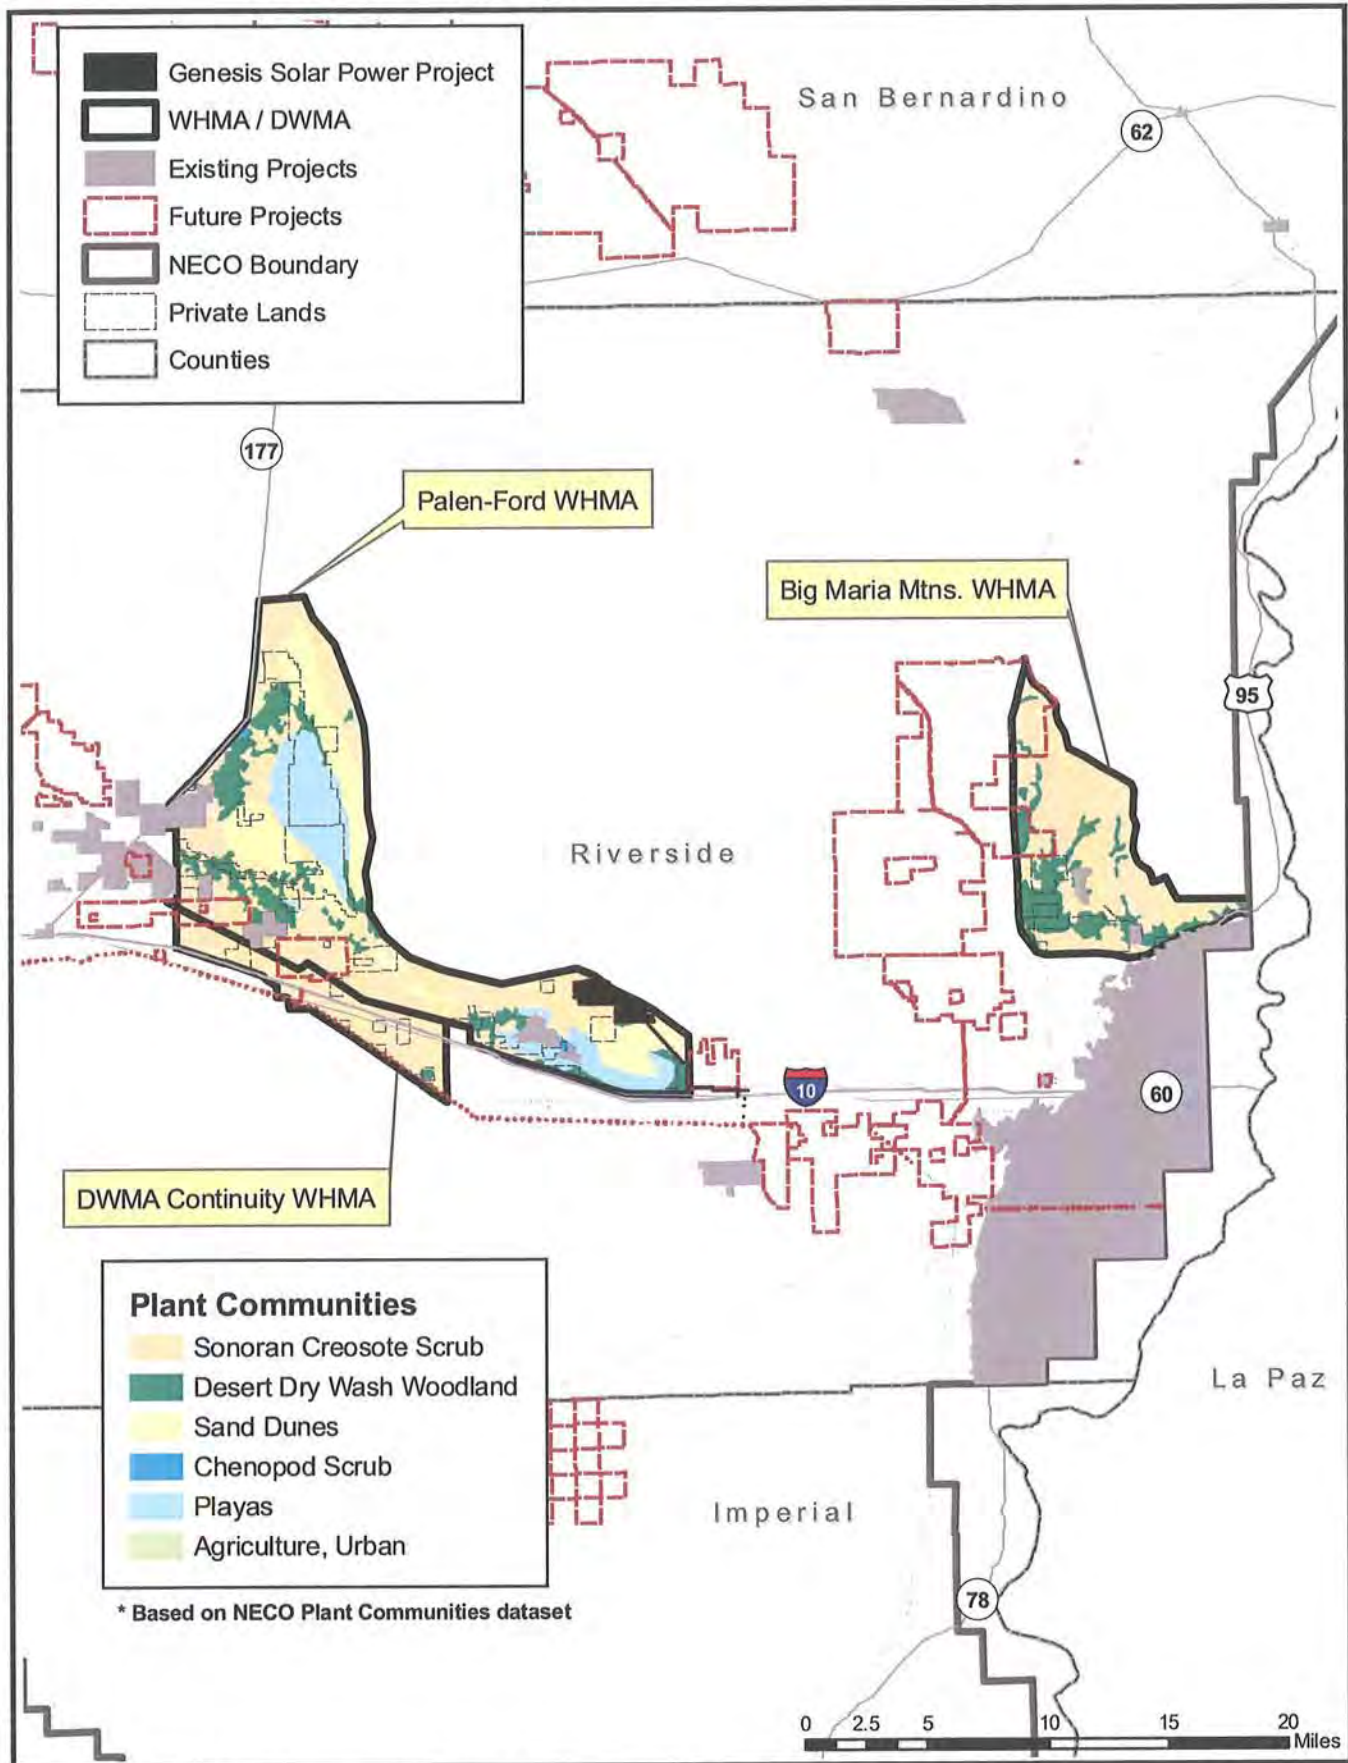 Genesis Solar Power Project
WHMA / DWMA
Existing Projects
Future Projects
NECO Boundary
Private Lands
Counties
San Bernardino
62
177
Palen-Ford WHMA
Big Maria Mtns. WHMA
95
Riverside
10
60
DWMA Continuity WHMA
Plant Communities
Sonoran Creosote Scrub
Desert Dry Wash Woodland
Sand Dunes
Chenopod Scrub
Playas
Agriculture, Urban
* Based on NECO Plant Communities dataset
La Paz
Imperial
78
0 2.5 5 10 15 20
Miles